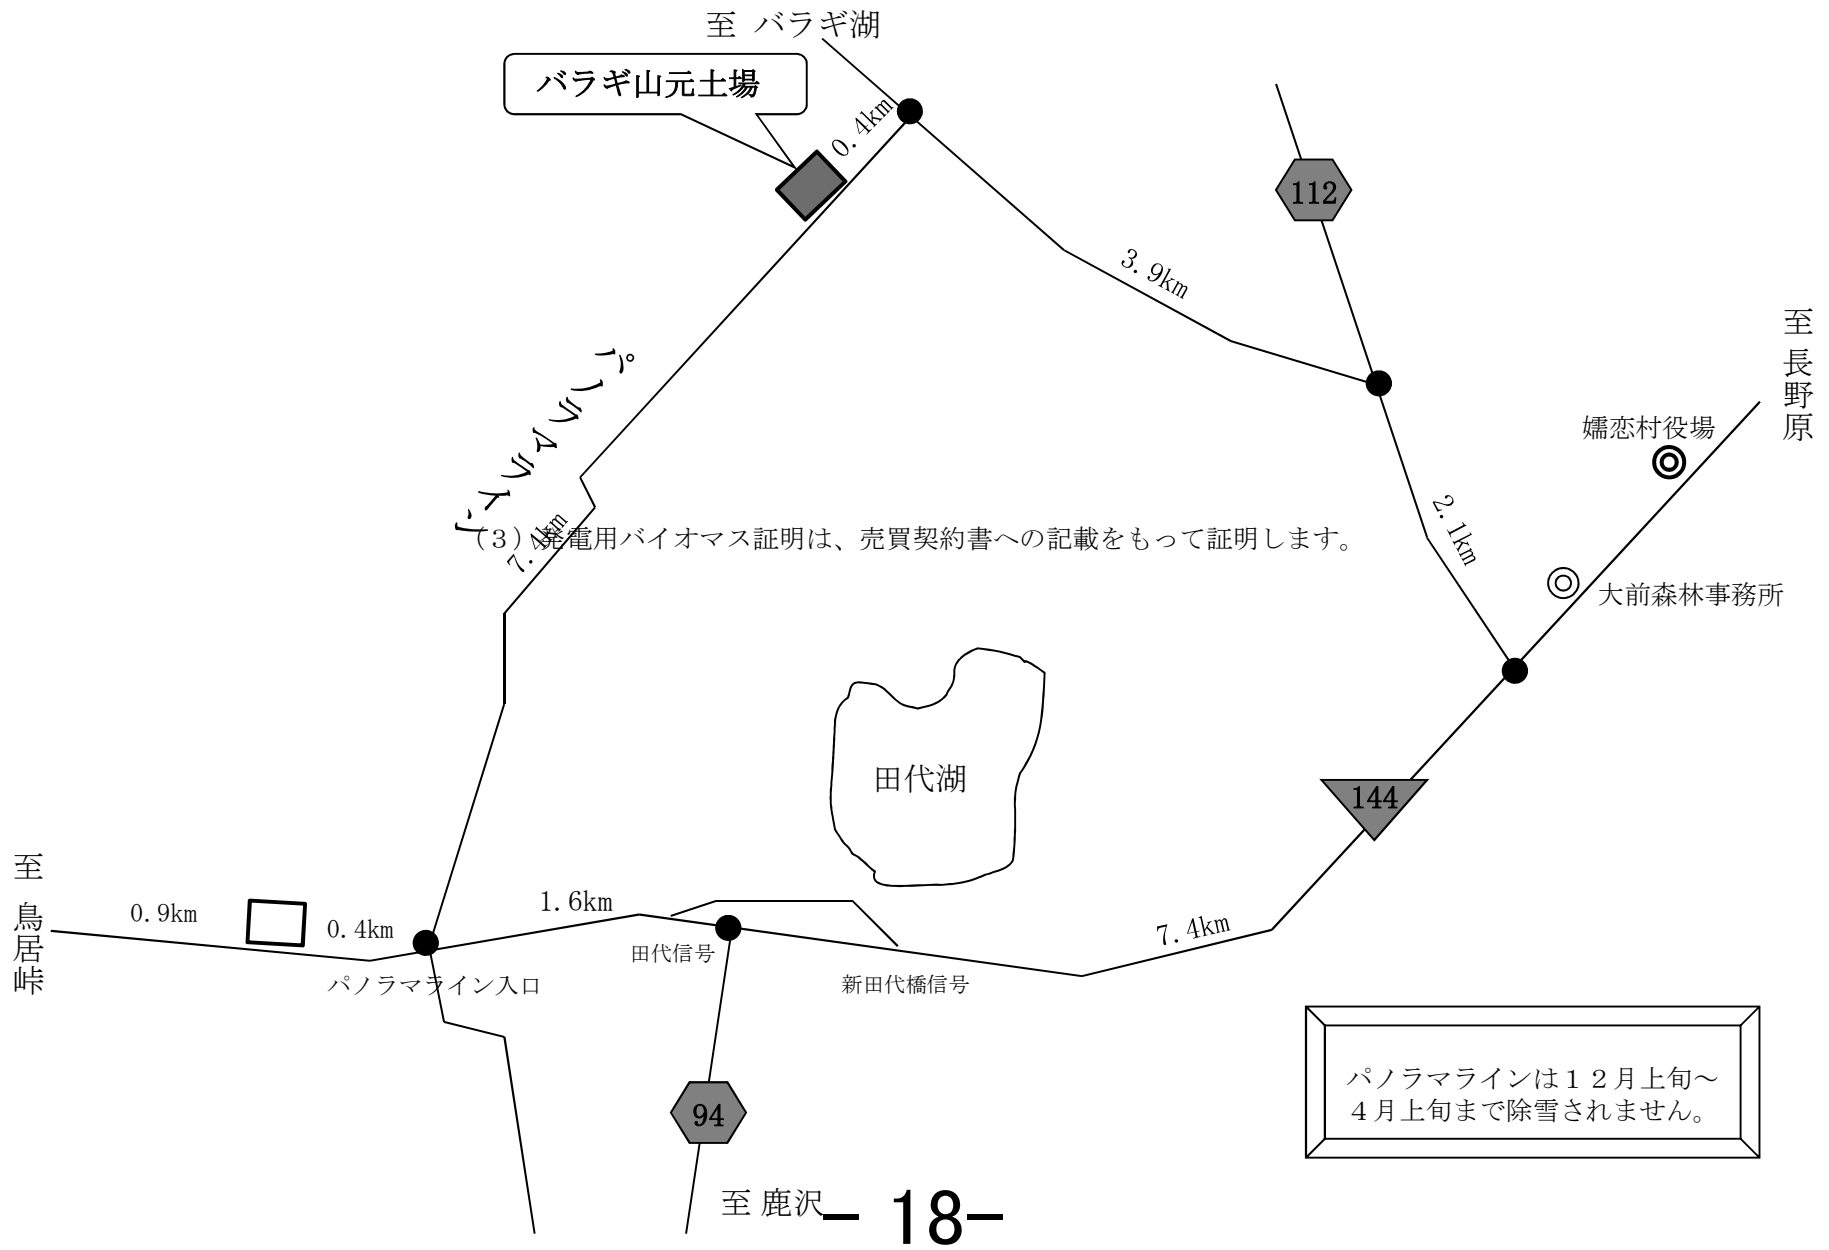 至 バラギ湖
バラギ山元土場
0.4km
112
3.9km
至 長野原
パノラマライン
嬬恋村役場
2.1km
7.4km
（３）発電用バイオマス証明は、売買契約書への記載をもって証明します。
大前森林事務所
田代湖
144
至 鳥居峠
0.9km
0.4km
1.6km
7.4km
田代信号
パノラマライン入口
新田代橋信号
パノラマラインは１２月上旬～
４月上旬まで除雪されません。
94
至 鹿沢
- 18-